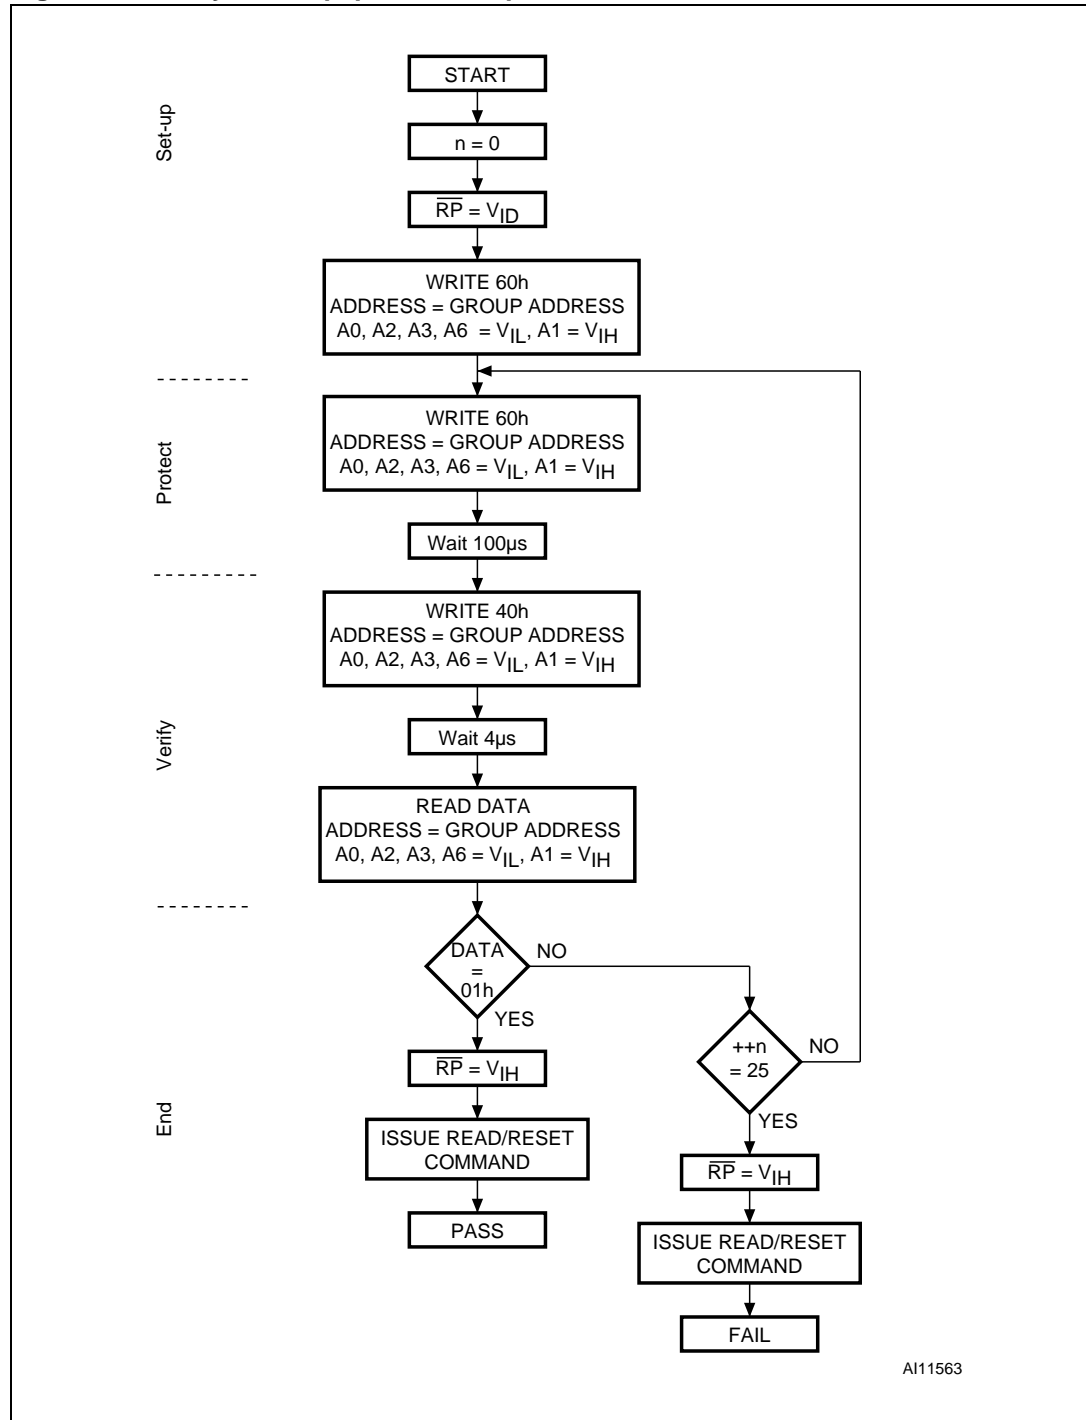 START
Set-up
n = 0
RP = VID
WRITE 60h
ADDRESS = GROUP ADDRESS
A0, A2, A3, A6 = VIL, A1 = VIH
WRITE 60h
ADDRESS = GROUP ADDRESS
A0, A2, A3, A6 = VIL, A1 = VIH
Protect
Wait 100µs
WRITE 40h
ADDRESS = GROUP ADDRESS
A0, A2, A3, A6 = VIL, A1 = VIH
Verify
Wait 4µs
READ DATA
ADDRESS = GROUP ADDRESS
A0, A2, A3, A6 = VIL, A1 = VIH
DATA
=
01h
NO
YES
++n
= 25
NO
YES
End
RP = VIH
ISSUE READ/RESET
COMMAND
PASS
RP = VIH
ISSUE READ/RESET
COMMAND
FAIL
AI11563